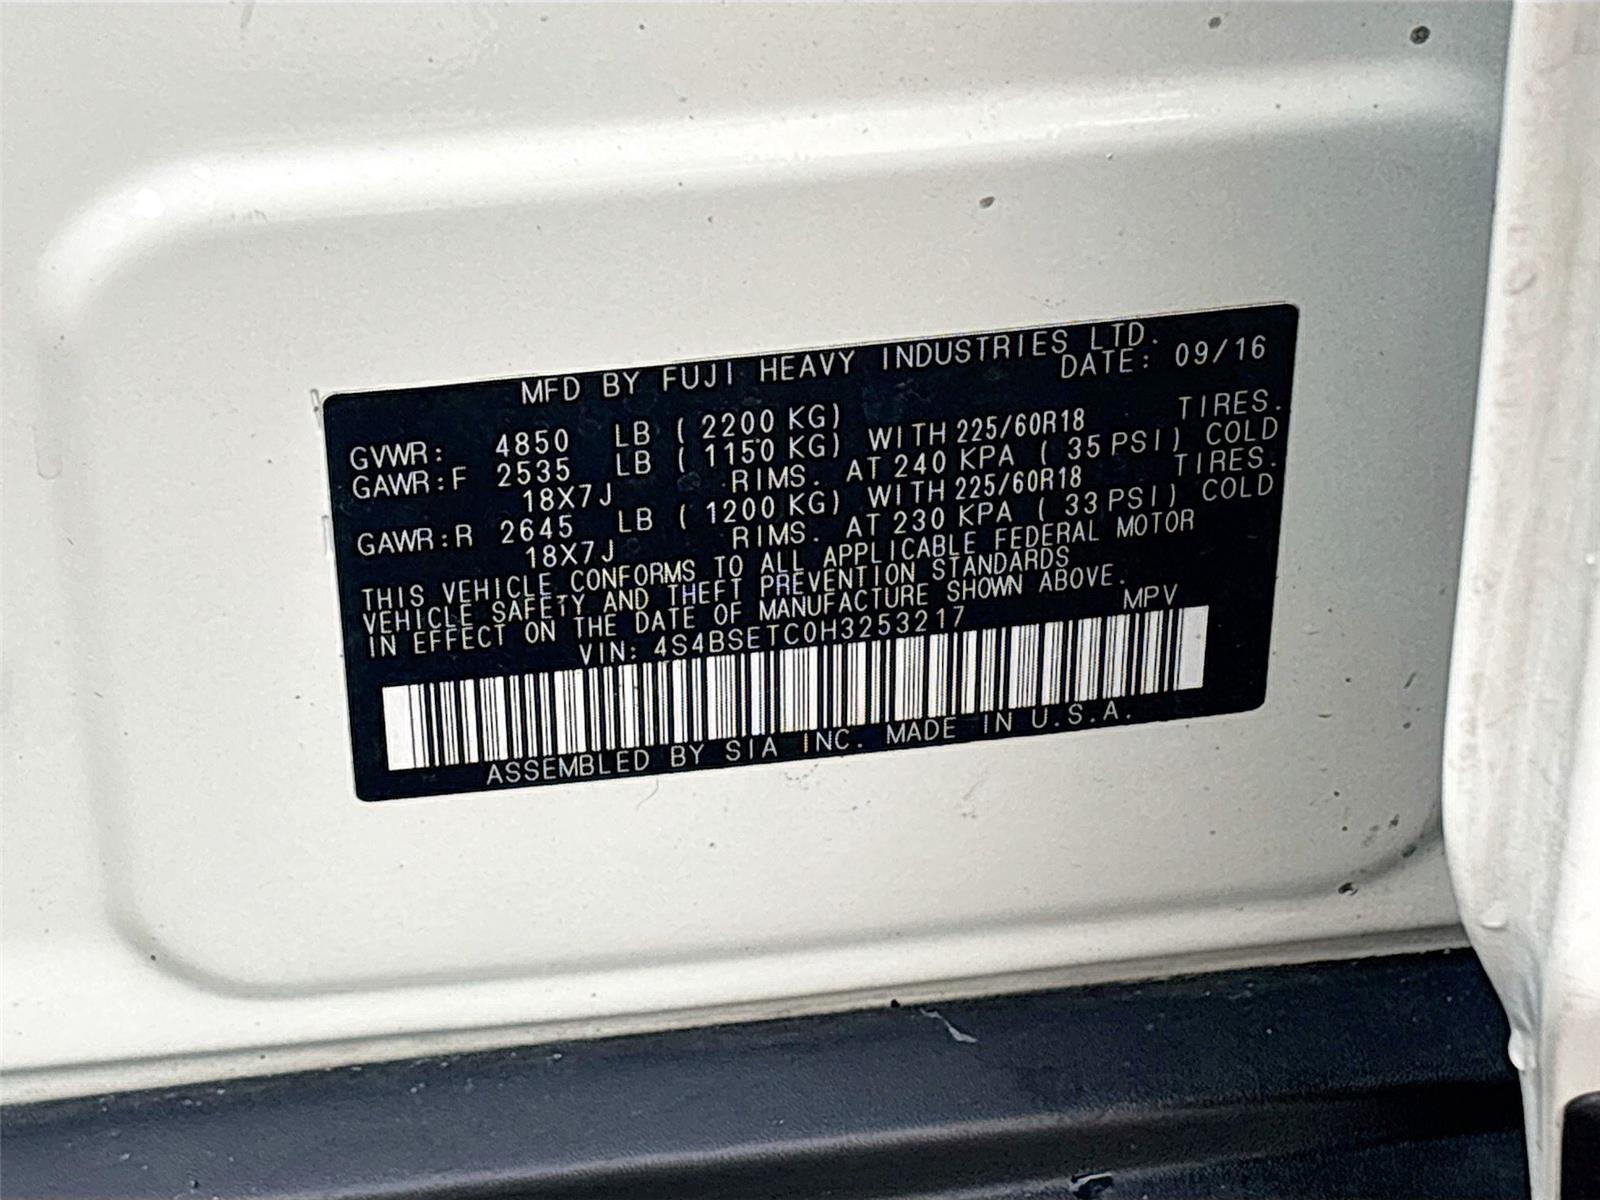 MFD BY FUJI HEAVY INDUSTRIES LTD.
DATE: 09/16
GVWR: 4850 LB ( 2200 KG)
GAWR:F 2535 LB ( 1150 KG) WITH 225/60R18 TIRES.
18X7J RIMS. AT 240 KPA ( 35 PSI) COLD
GAWR:R 2645 LB ( 1200 KG) WITH 225/60R18 TIRES.
18X7J RIMS. AT 230 KPA ( 33 PSI) COLD
THIS VEHICLE CONFORMS TO ALL APPLICABLE FEDERAL MOTOR
VEHICLE SAFETY AND THEFT PREVENTION STANDARDS
IN EFFECT ON THE DATE OF MANUFACTURE SHOWN ABOVE.
VIN: 4S4BSETC0H3253217 MPV
ASSEMBLED BY SIA INC. MADE IN U.S.A.